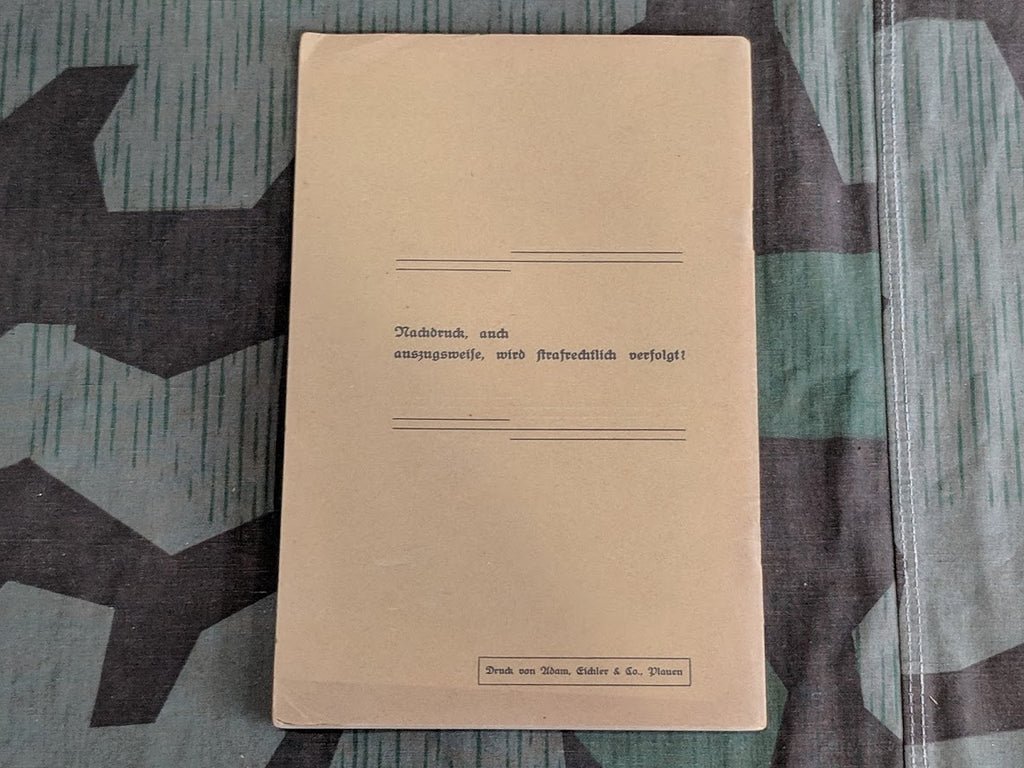 Nachdruck, auch
auszugsweise, wird strafrechtlich verfolgt!
Druck von Adam, Eichler & Co., Plauen